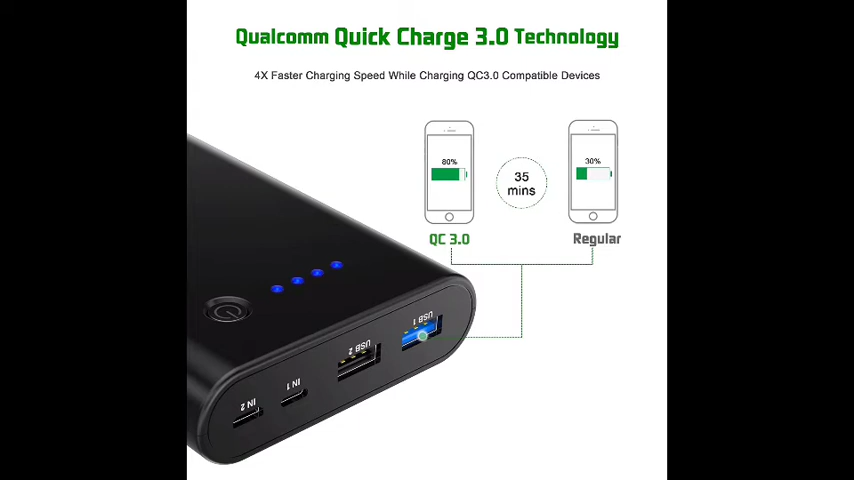 Qualcomm Quick Charge 3.0 Technology
4X Faster Charging Speed While Charging QC3.0 Compatible Devices
80%
35
mins
30%
QC 3.0
Regular
USB 1
USB 2
IN 1
IN 2